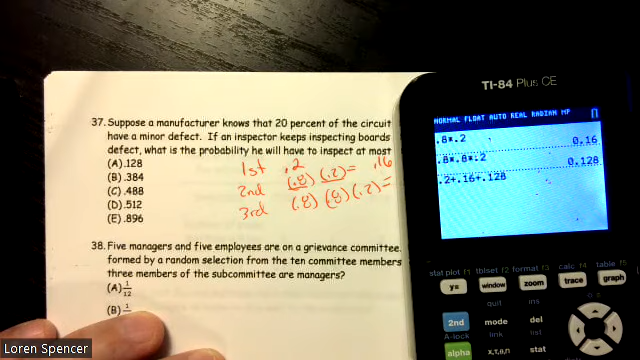 TI-84 Plus CE
NORMAL FLOAT AUTO REAL RADIAN MP
.8*.2
0.16
.8*.8*.2
0.128
.2+.16+.128
37. Suppose a manufacturer knows that 20 percent of the circuit
have a minor defect. If an inspector keeps inspecting boards
defect, what is the probability he will have to inspect at most
(A) .128
(B) .384
(C) .488
(D) .512
(E) .896
1st .2
2nd (.8)(.2)= .16
3rd (.8)(.8)(.2)=
38. Five managers and five employees are on a grievance committee.
formed by a random selection from the ten committee members
three members of the subcommittee are managers?
(A) 1/12
(B)
stat plot f1 tblset f2 format f3 calc f4 table f5
y= window zoom trace graph
quit ins
2nd mode del
A-lock link list
alpha X,T,θ,n stat
Loren Spencer